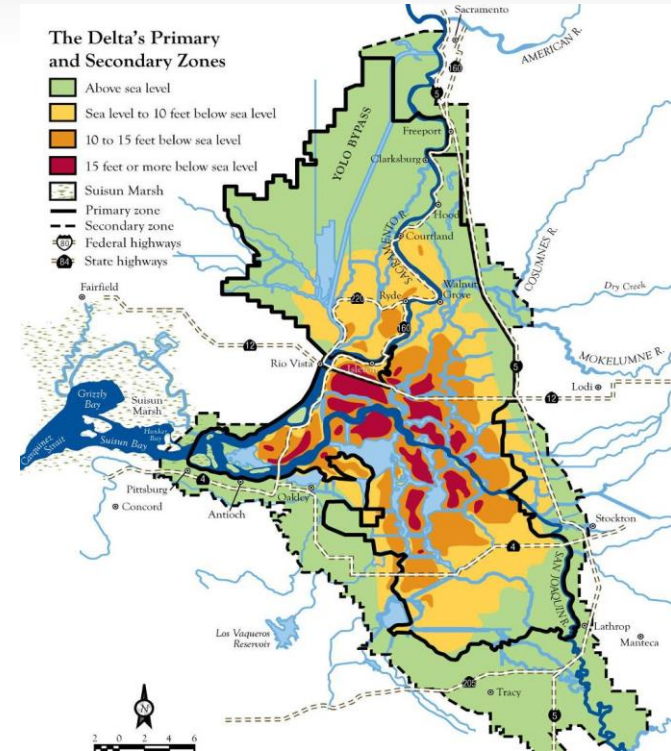 The Delta's Primary
and Secondary Zones
Above sea level
Sea level to 10 feet below sea level
10 to 15 feet below sea level
15 feet or more below sea level
Suisun Marsh
Primary zone
Secondary zone
80 Federal highways
84 State highways
Sacramento
AMERICAN R.
160
5
Freeport
YOLO BYPASS
Clarksburg
Hood
SACRAMENTO R.
Courtland
COSUMNES R.
Fairfield
Walnut
Grove
Dry Creek
220
Ryde
160
MOKELUMNE R.
12
Rio Vista
Isleton
5
Lodi
12
Grizzly
Bay
Suisun
Marsh
Honker
Bay
Suisun Bay
Carquinez
Strait
Pittsburg
4
Oakley
Concord
Antioch
Stockton
4
SAN JOAQUIN R.
Los Vaqueros
Reservoir
Lathrop
Manteca
205
Tracy
5
N
2 0 2 4 6